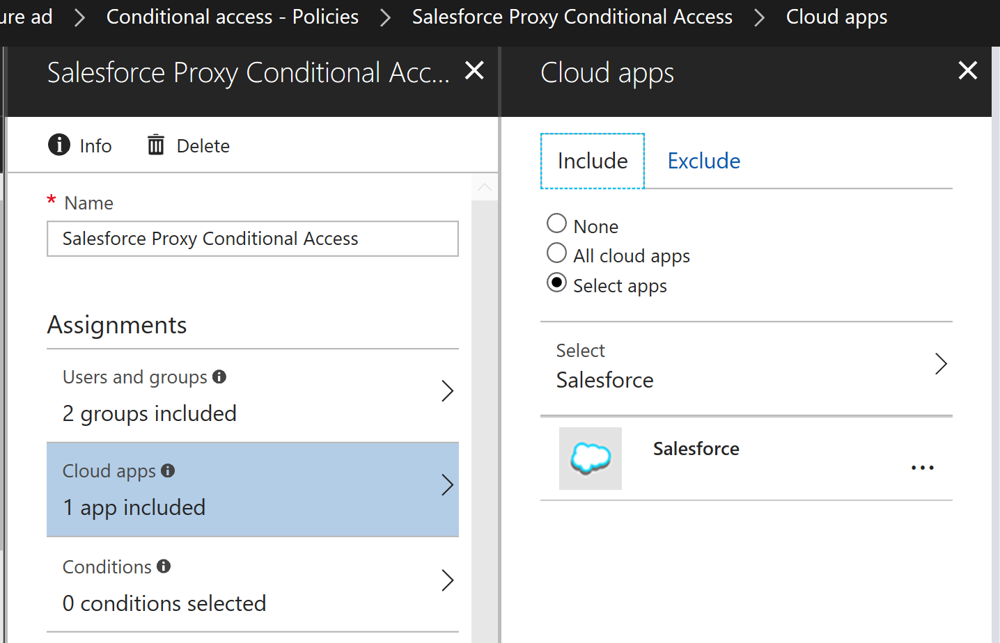 ure ad > Conditional access - Policies > Salesforce Proxy Conditional Access > Cloud apps
Salesforce Proxy Conditional Acc...
Info Delete
* Name
Salesforce Proxy Conditional Access
Assignments
Users and groups
2 groups included
Cloud apps
1 app included
Conditions
0 conditions selected
Cloud apps
Include Exclude
None
All cloud apps
Select apps
Select
Salesforce
Salesforce